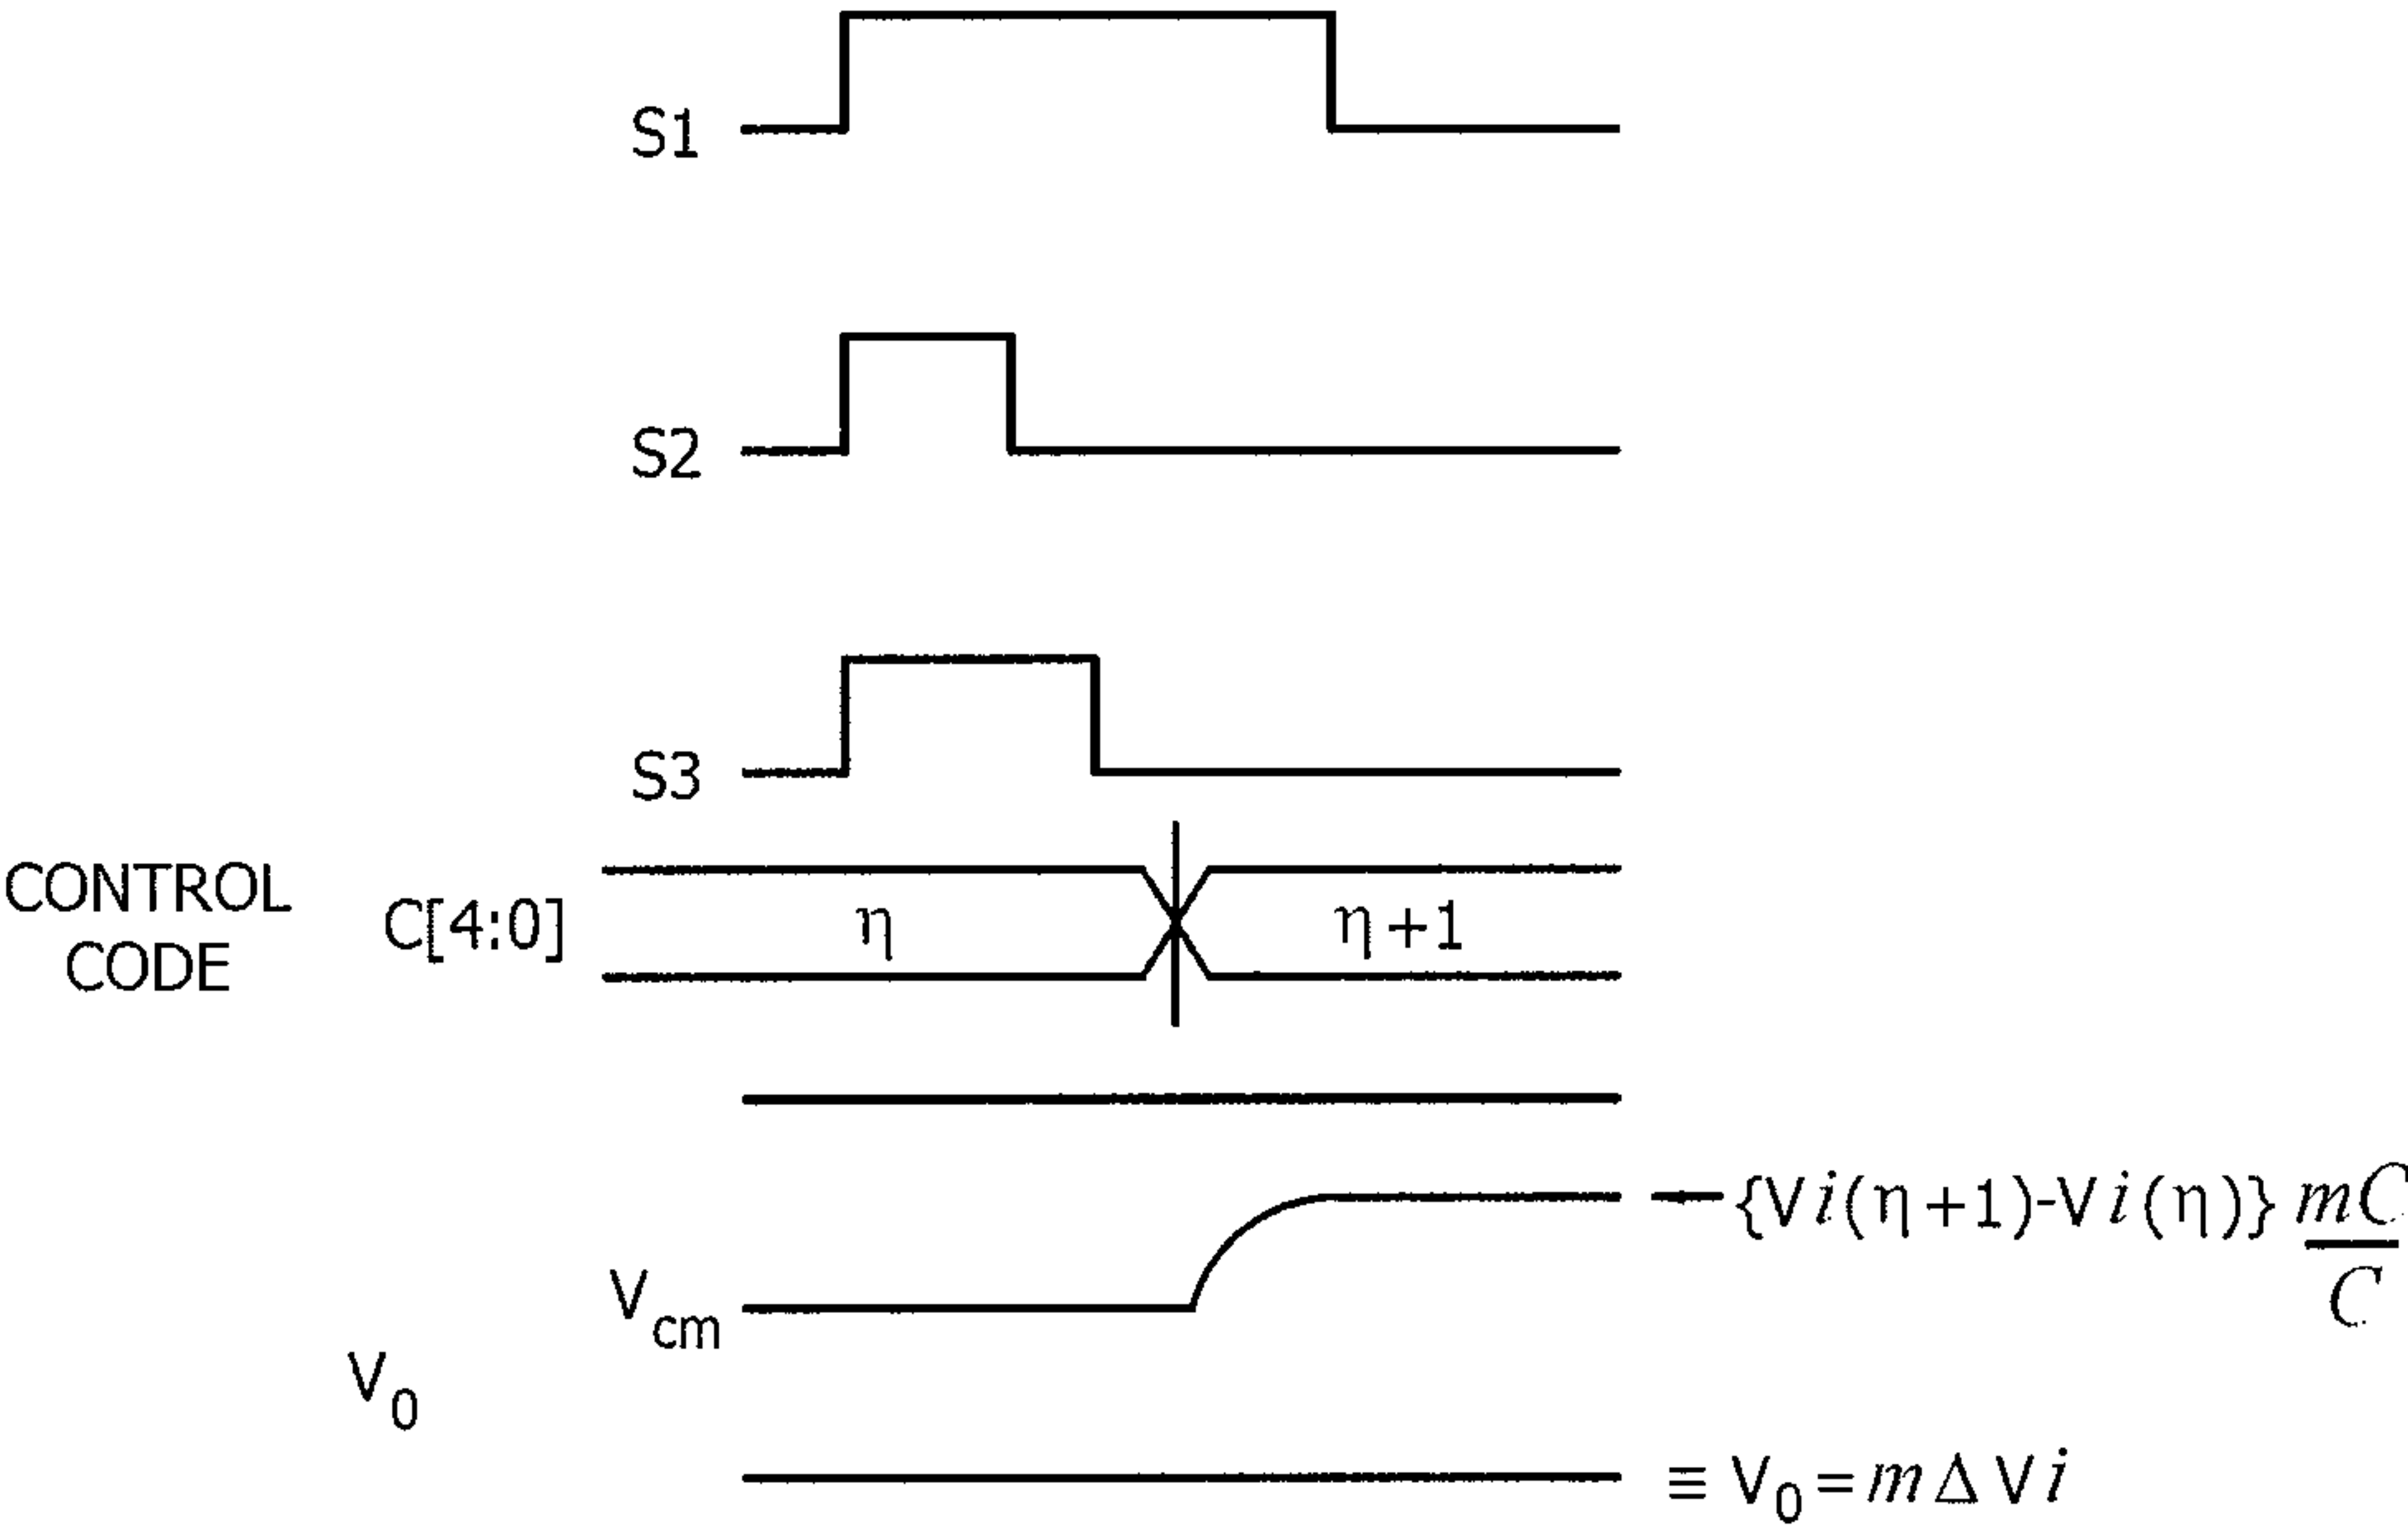 S1
S2
S3
CONTROL
CODE
C[4:0]
η
η+1
{Vi(η+1)-Vi(η)} mC/C
Vcm
V0
≡ V0=mΔVi